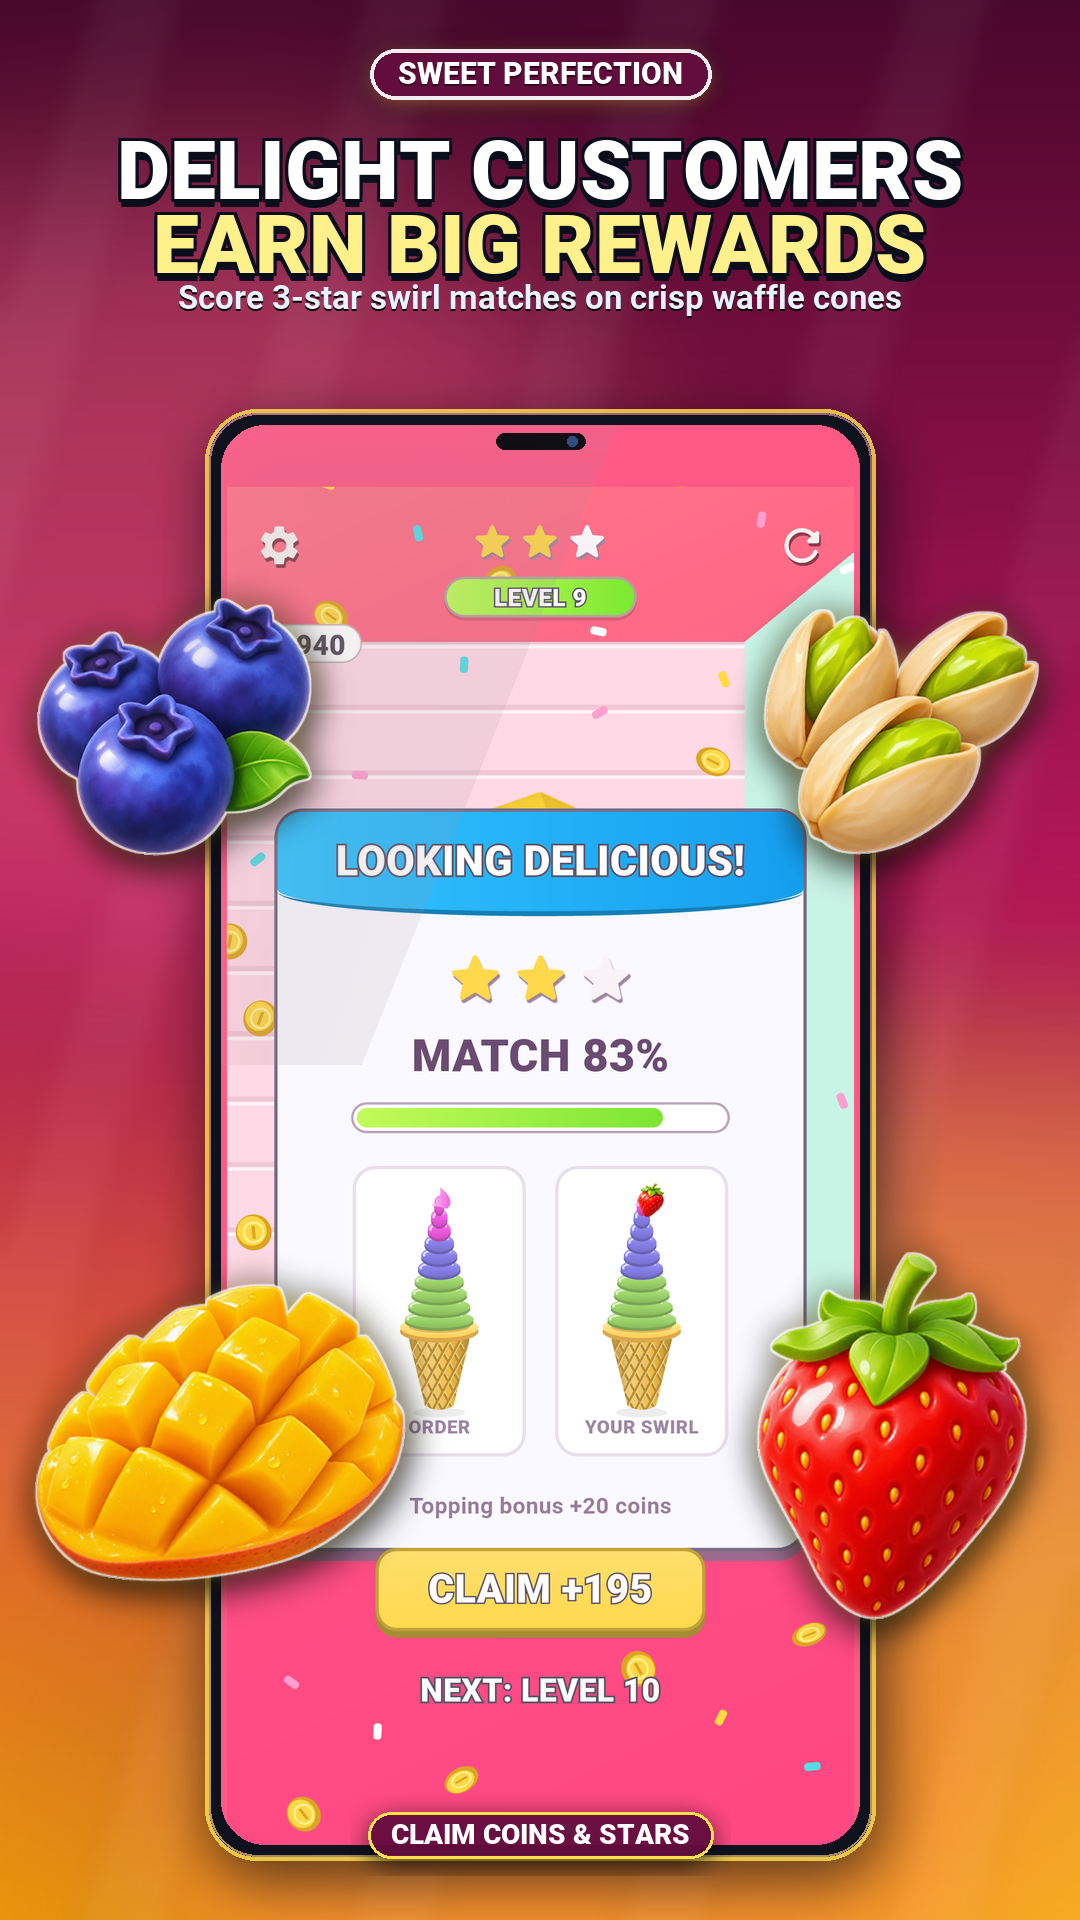 SWEET PERFECTION
DELIGHT CUSTOMERS
EARN BIG REWARDS
Score 3-star swirl matches on crisp waffle cones
LEVEL 9
940
LOOKING DELICIOUS!
MATCH 83%
ORDER
YOUR SWIRL
Topping bonus +20 coins
CLAIM +195
NEXT: LEVEL 10
CLAIM COINS & STARS